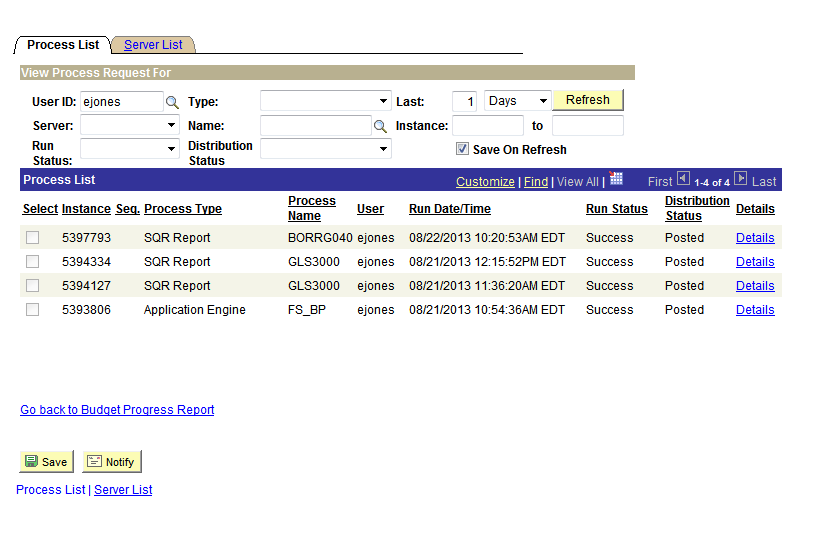 Process List Server List
View Process Request For
User ID: ejones Type: Last: 1 Days Refresh
Server: Name: Instance: to
Run Status: Distribution Status Save On Refresh
Process List Customize | Find | View All | First 1-4 of 4 Last
Select Instance Seq. Process Type Process Name User Run Date/Time Run Status Distribution Status Details
5397793 SQR Report BORRG040 ejones 08/22/2013 10:20:53AM EDT Success Posted Details
5394334 SQR Report GLS3000 ejones 08/21/2013 12:15:52PM EDT Success Posted Details
5394127 SQR Report GLS3000 ejones 08/21/2013 11:36:20AM EDT Success Posted Details
5393806 Application Engine FS_BP ejones 08/21/2013 10:54:36AM EDT Success Posted Details
Go back to Budget Progress Report
Save Notify
Process List | Server List